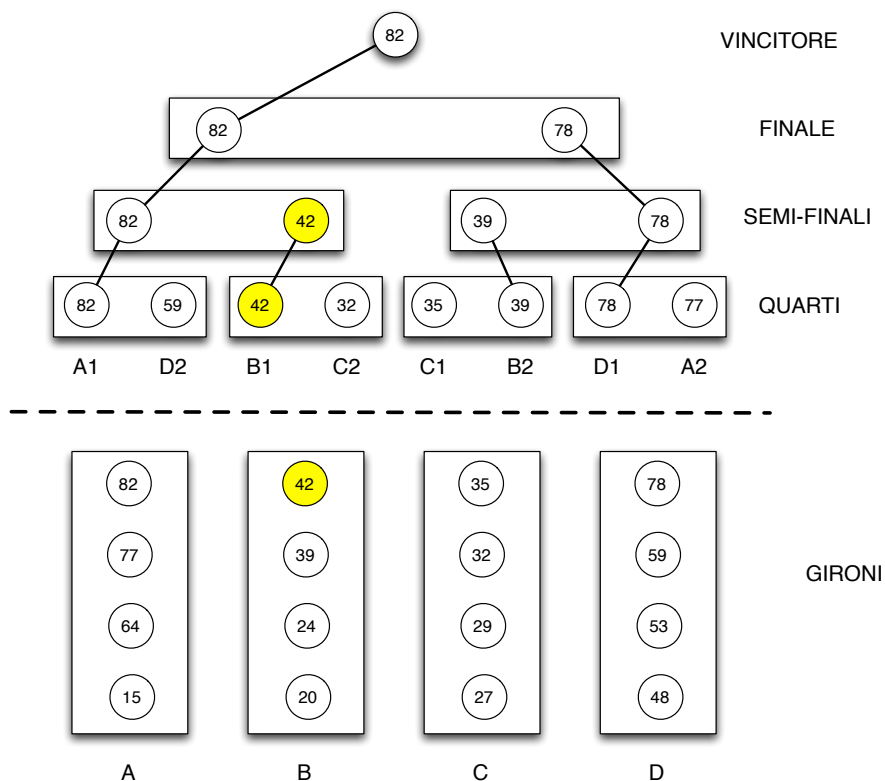 82 VINCITORE
82 78 FINALE
82 42 39 78 SEMI-FINALI
82 59 42 32 35 39 78 77 QUARTI
A1 D2 B1 C2 C1 B2 D1 A2
82 42 35 78
77 39 32 59
GIRONI
64 24 29 53
15 20 27 48
A B C D